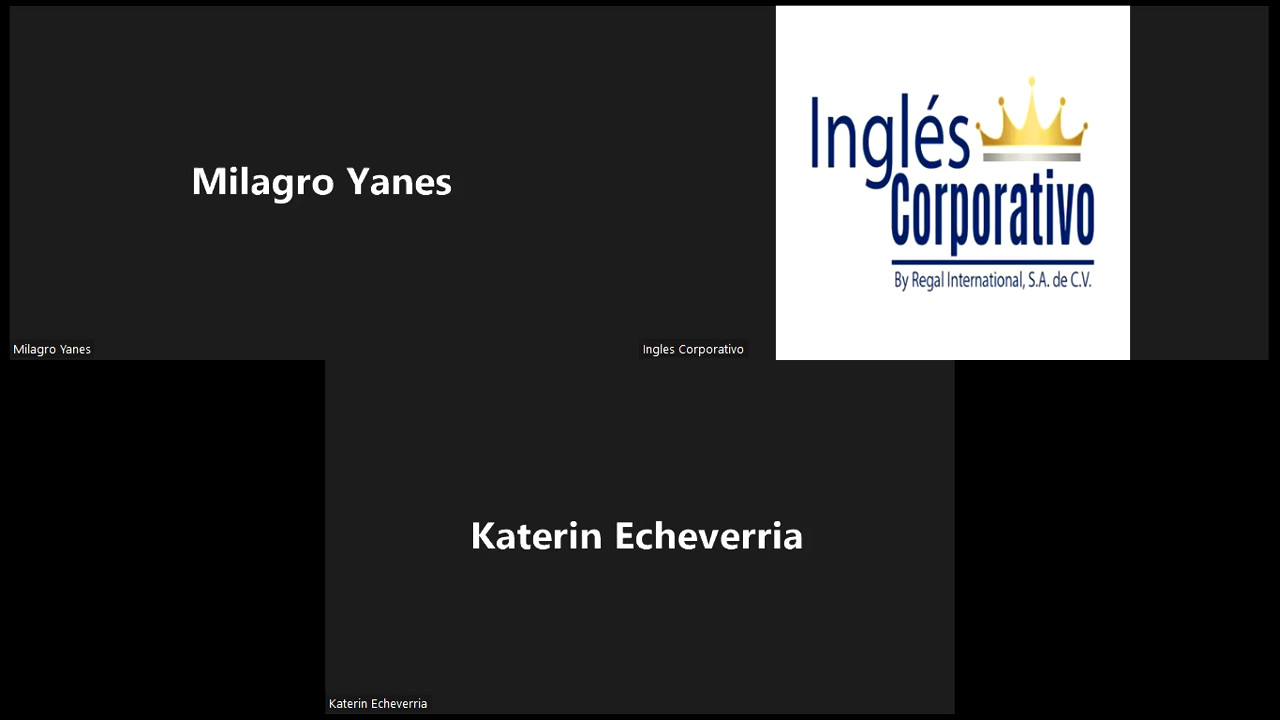 Milagro Yanes
Milagro Yanes
Inglés
Corporativo
By Regal International, S.A. de C.V.
Ingles Corporativo
Katerin Echeverria
Katerin Echeverria